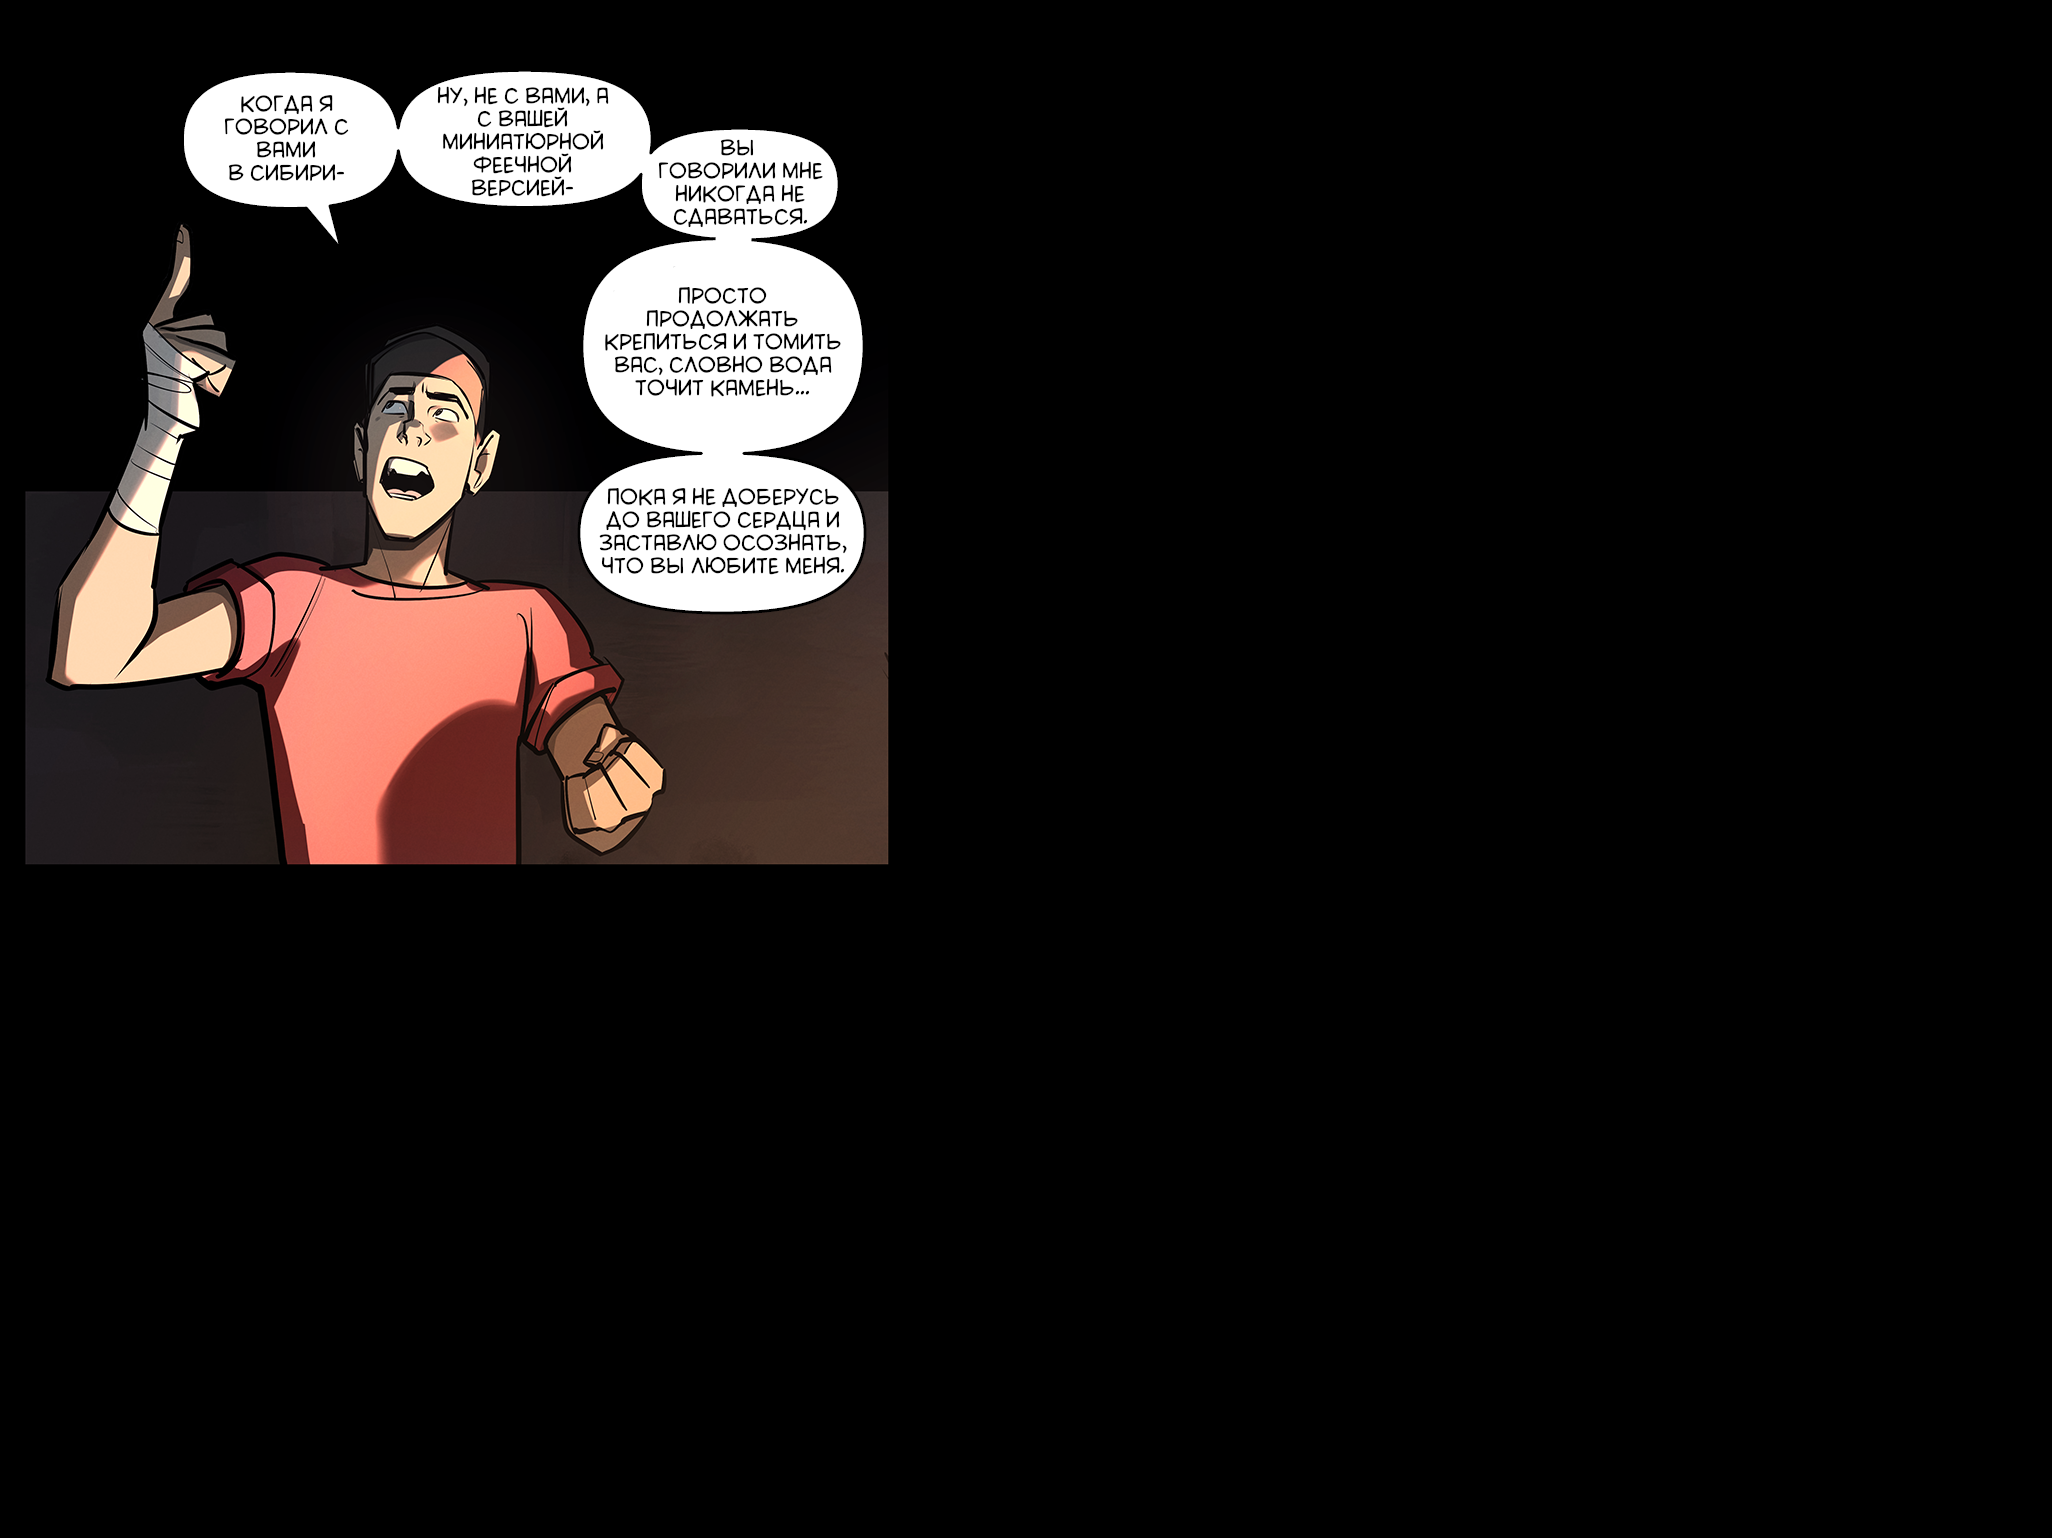 КОГДА Я
ГОВОРИЛ С
ВАМИ
В СИБИРИ-
НУ, НЕ С ВАМИ, А
С ВАШЕЙ
МИНИАТЮРНОЙ
ФЕЕЧНОЙ
ВЕРСИЕЙ-
ВЫ
ГОВОРИЛИ МНЕ
НИКОГДА НЕ
СДАВАТЬСЯ.
ПРОСТО
ПРОДОЛЖАТЬ
КРЕПИТЬСЯ И ТОМИТЬ
ВАС, СЛОВНО ВОДА
ТОЧИТ КАМЕНЬ...
ПОКА Я НЕ ДОБЕРУСЬ
ДО ВАШЕГО СЕРДЦА И
ЗАСТАВЛЮ ОСОЗНАТЬ,
ЧТО ВЫ ЛЮБИТЕ МЕНЯ.